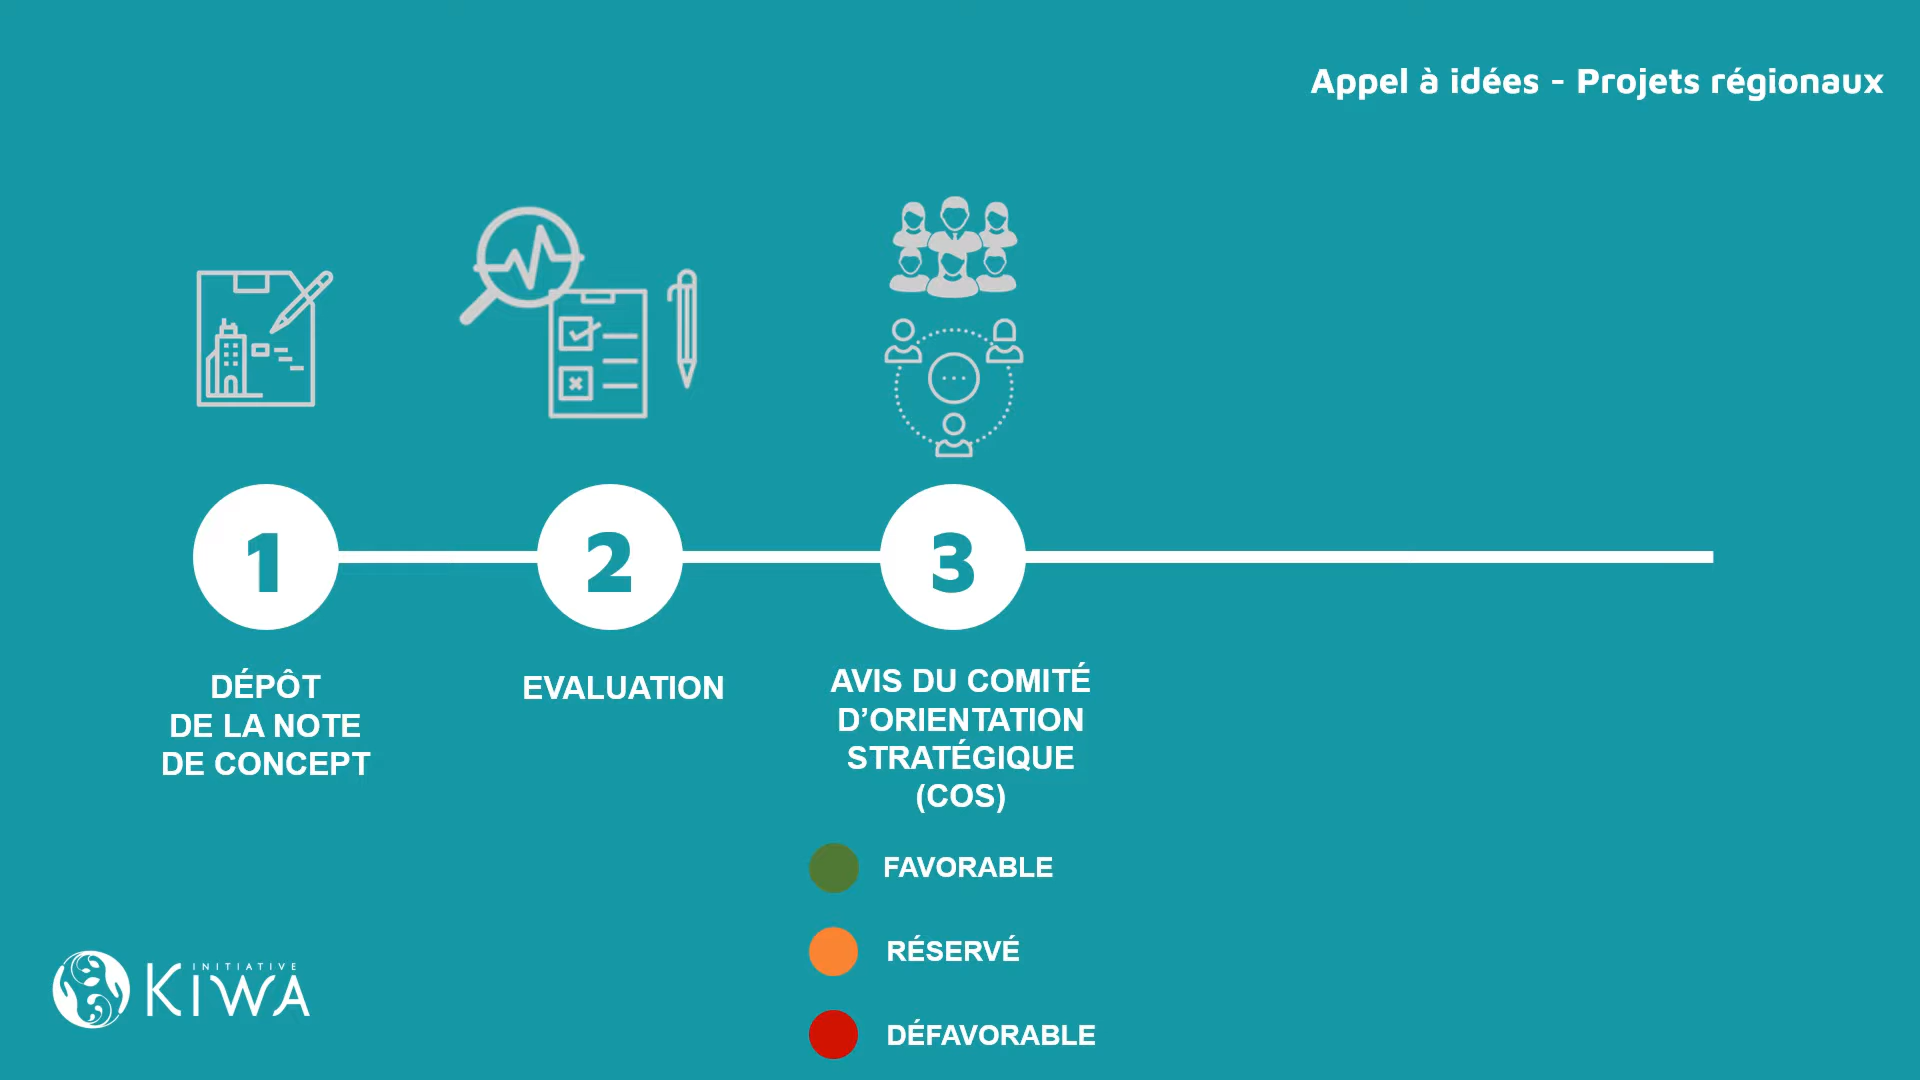 Appel à idées - Projets régionaux
1
2
3
DÉPÔT
DE LA NOTE
DE CONCEPT
EVALUATION
AVIS DU COMITÉ
D’ORIENTATION
STRATÉGIQUE
(COS)
FAVORABLE
RÉSERVÉ
DÉFAVORABLE
INITIATIVE
KIWA